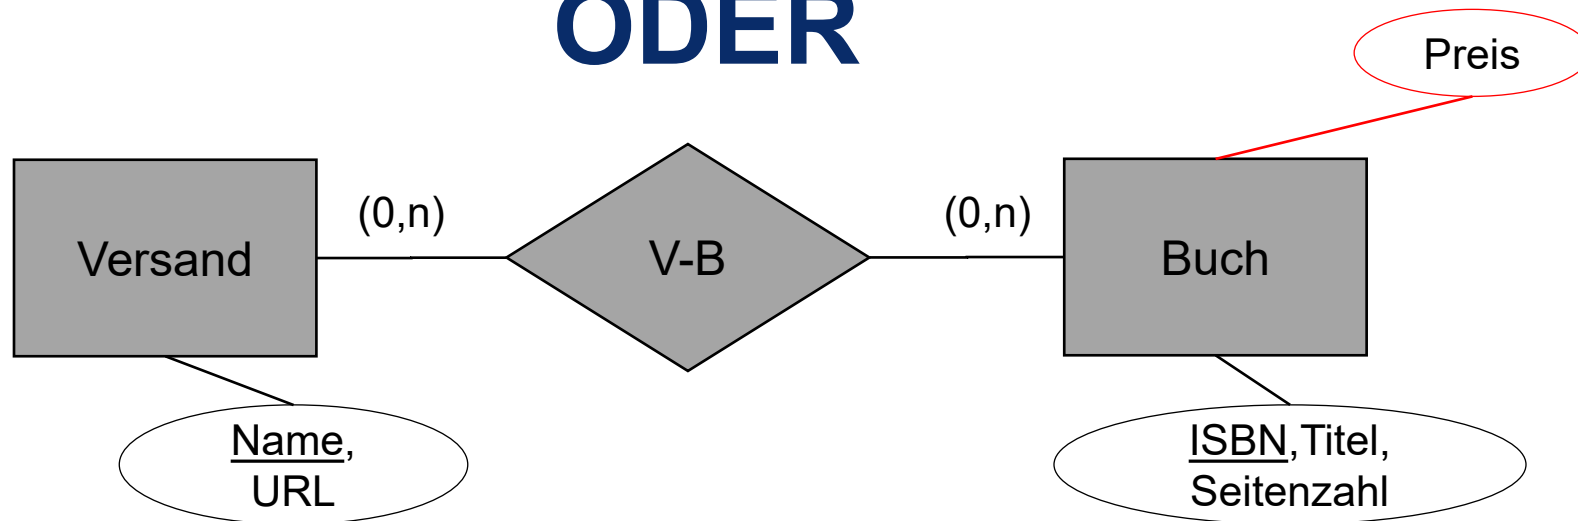 ODER
Preis
(0,n)
(0,n)
Versand
V-B
Buch
Name,
URL
ISBN,Titel,
Seitenzahl